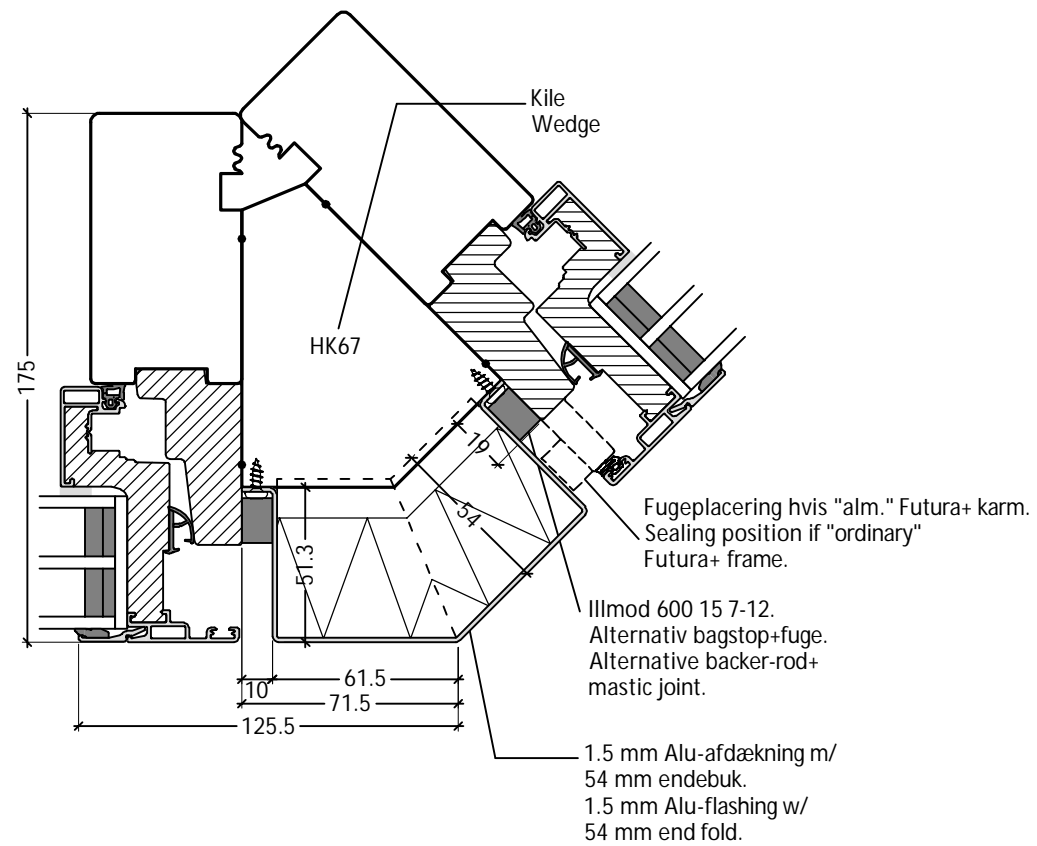 Kile
Wedge
HK67
175
19
54
51.3
Fugeplacering hvis "alm." Futura+ karm.
Sealing position if "ordinary"
Futura+ frame.
Illmod 600 15 7-12.
Alternativ bagstop+fuge.
Alternative backer-rod+
mastic joint.
61.5
10
71.5
125.5
1.5 mm Alu-afdækning m/
54 mm endebuk.
1.5 mm Alu-flashing w/
54 mm end fold.